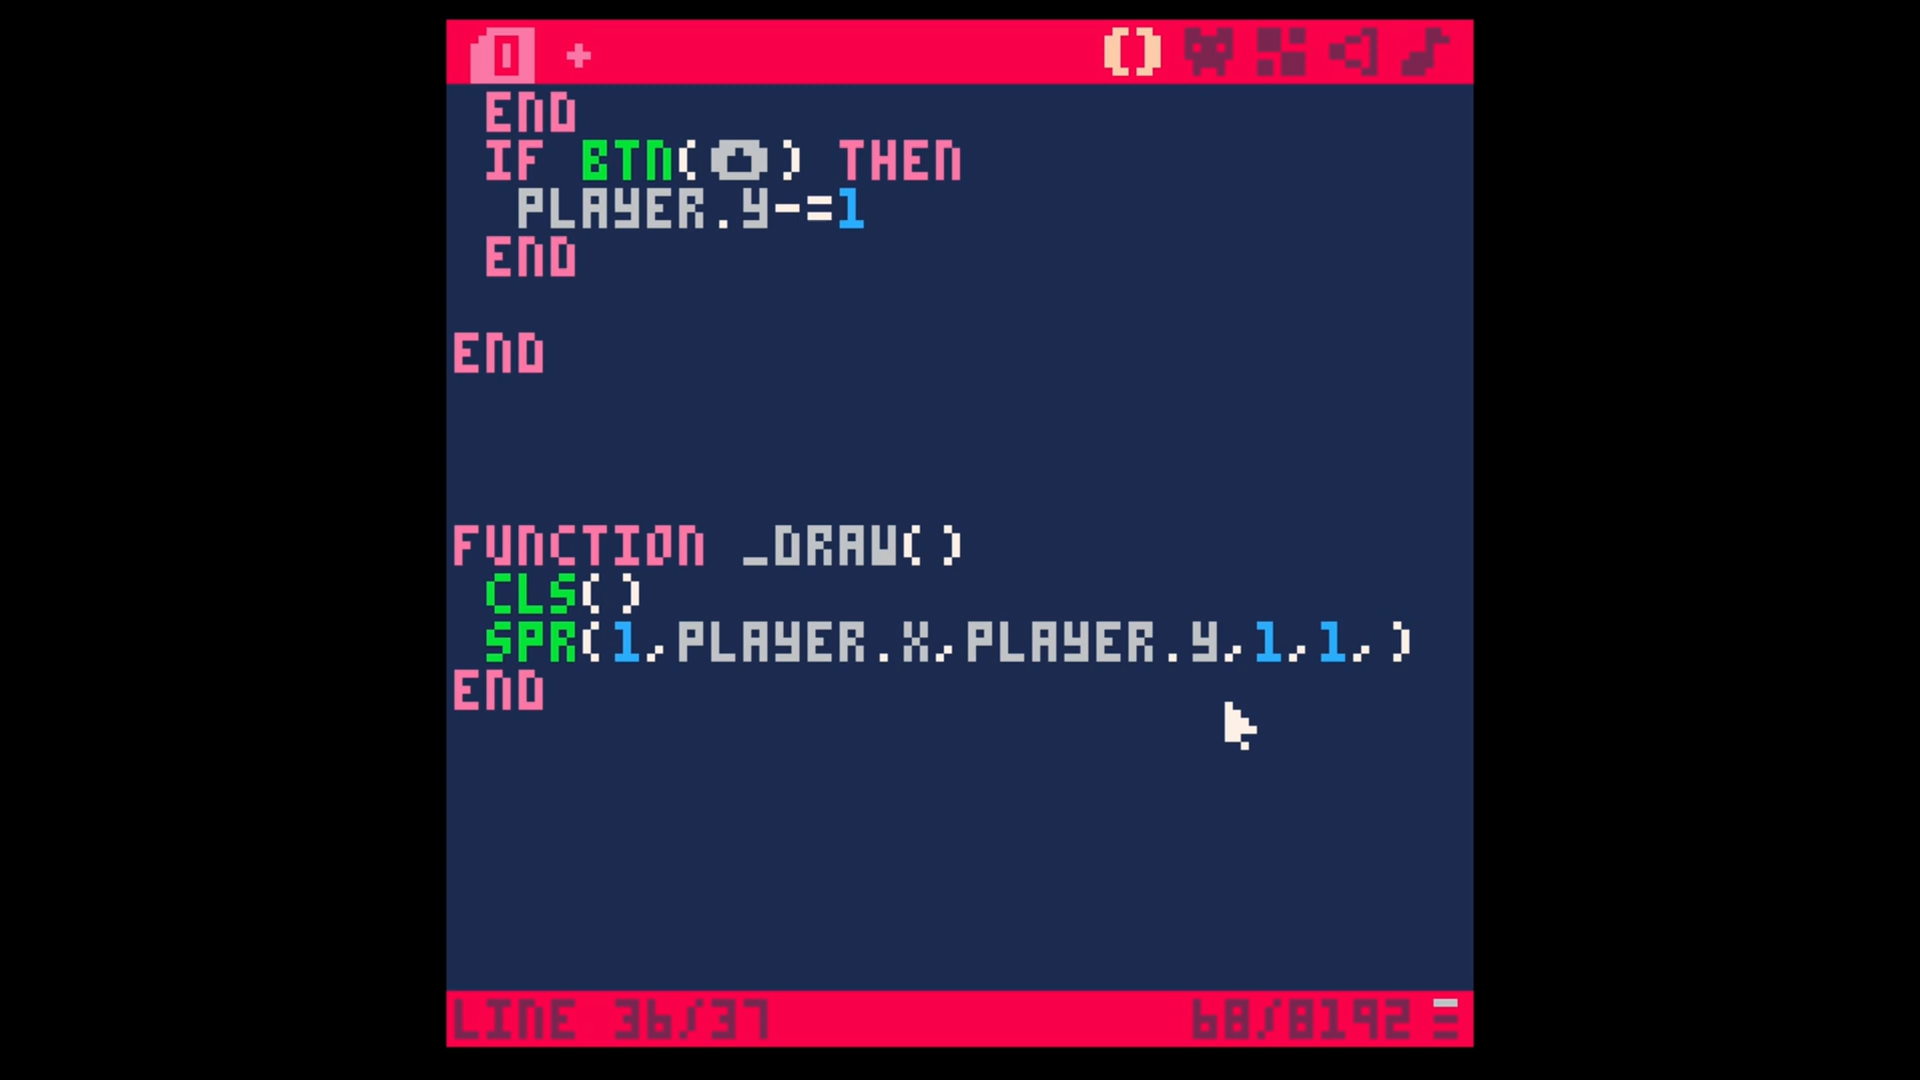 0 +
END
IF BTN(⬆️) THEN
PLAYER.Y-=1
END
END
FUNCTION _DRAW()
CLS()
SPR(1,PLAYER.X,PLAYER.Y,1,1,)
END
LINE 36/37 68/8192